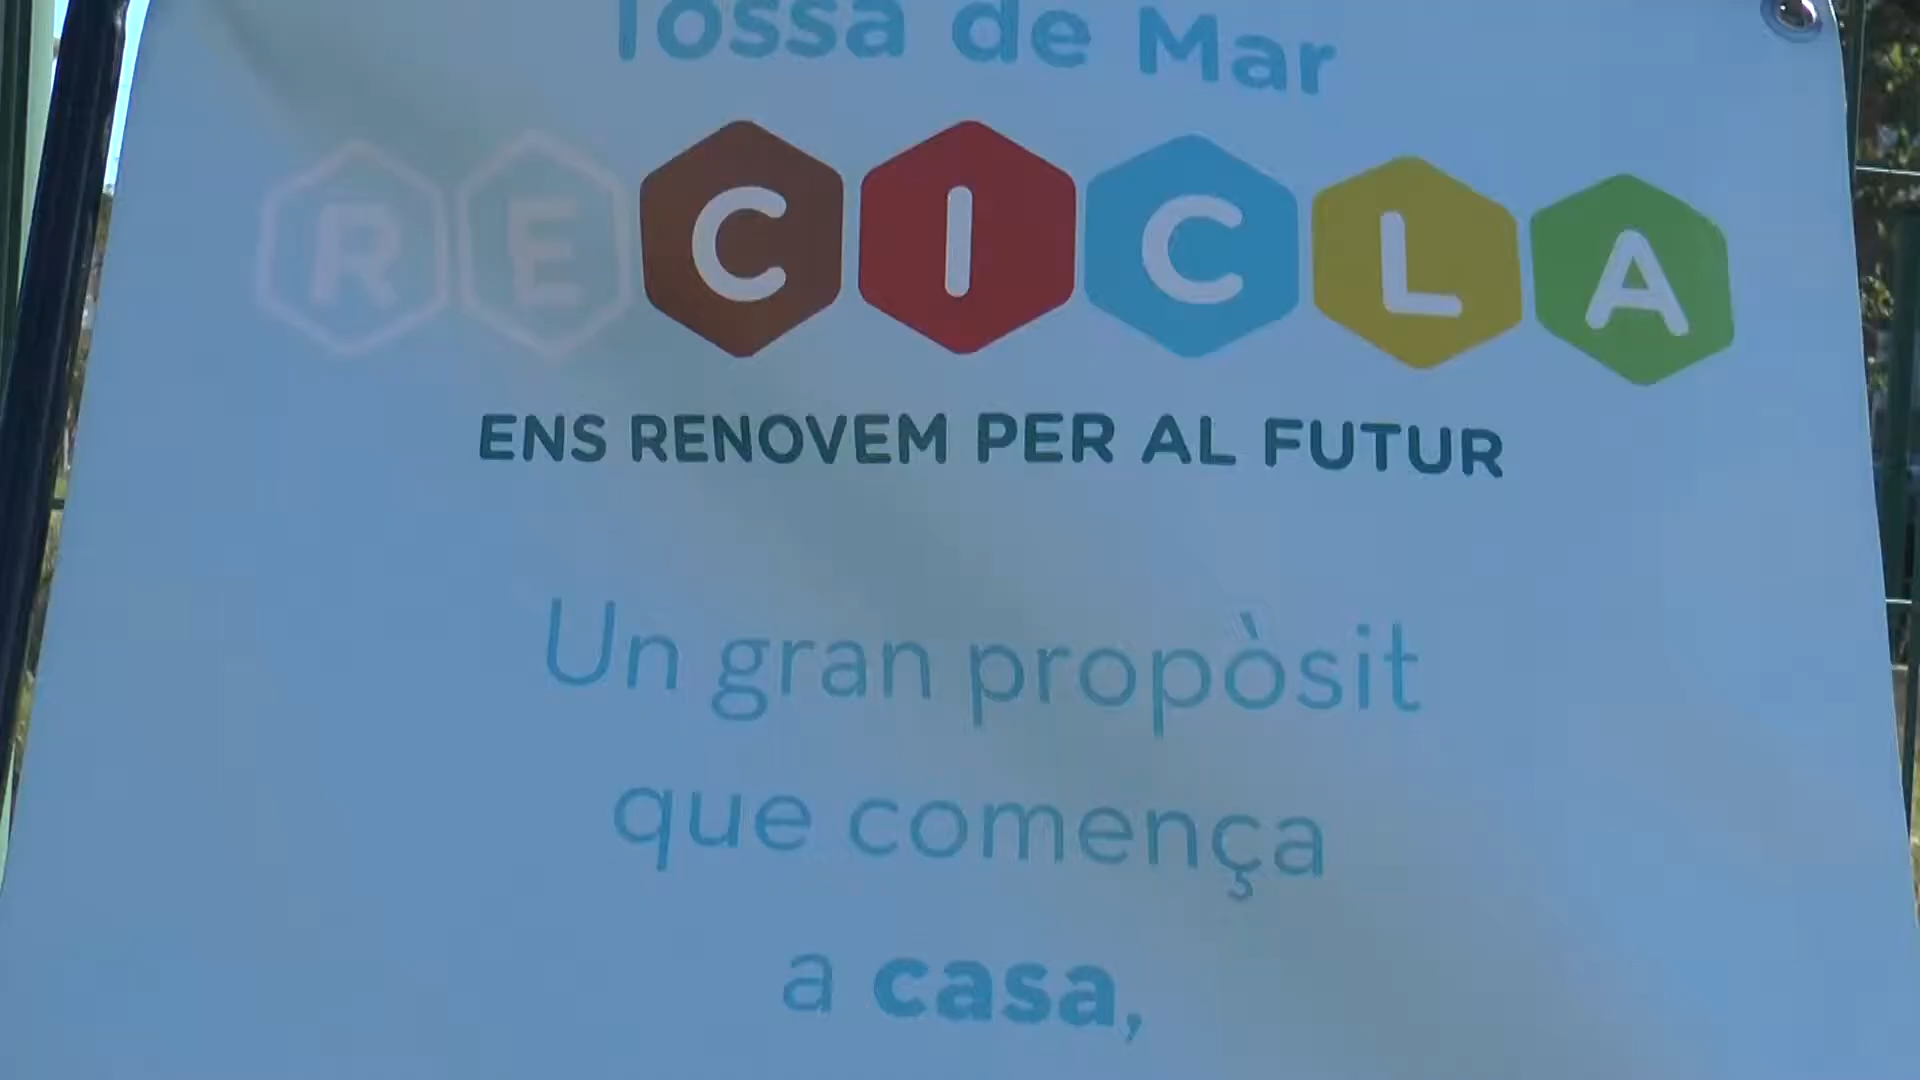 Tossa de Mar
RECICLA
ENS RENOVEM PER AL FUTUR
Un gran propòsit
que comença
a casa,